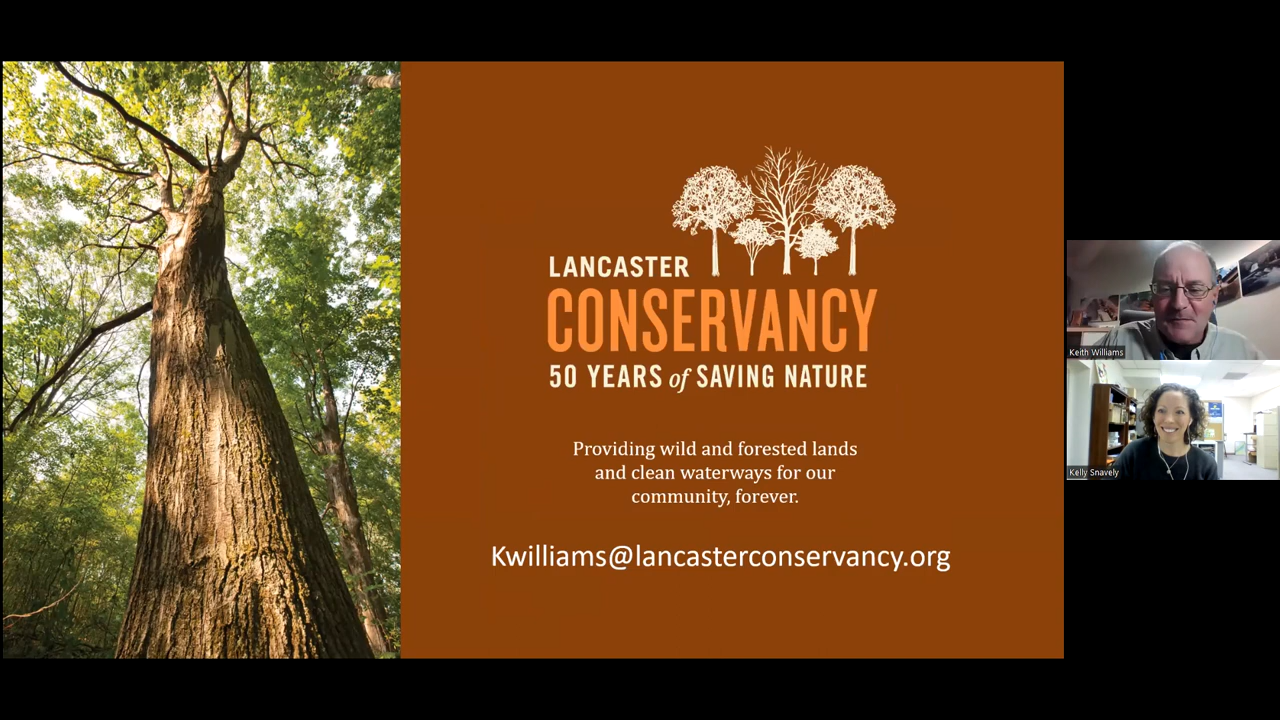 LANCASTER
CONSERVANCY
50 YEARS of SAVING NATURE
Providing wild and forested lands
and clean waterways for our
community, forever.
Kwilliams@lancasterconservancy.org
Keith Williams
Kelly Snavely